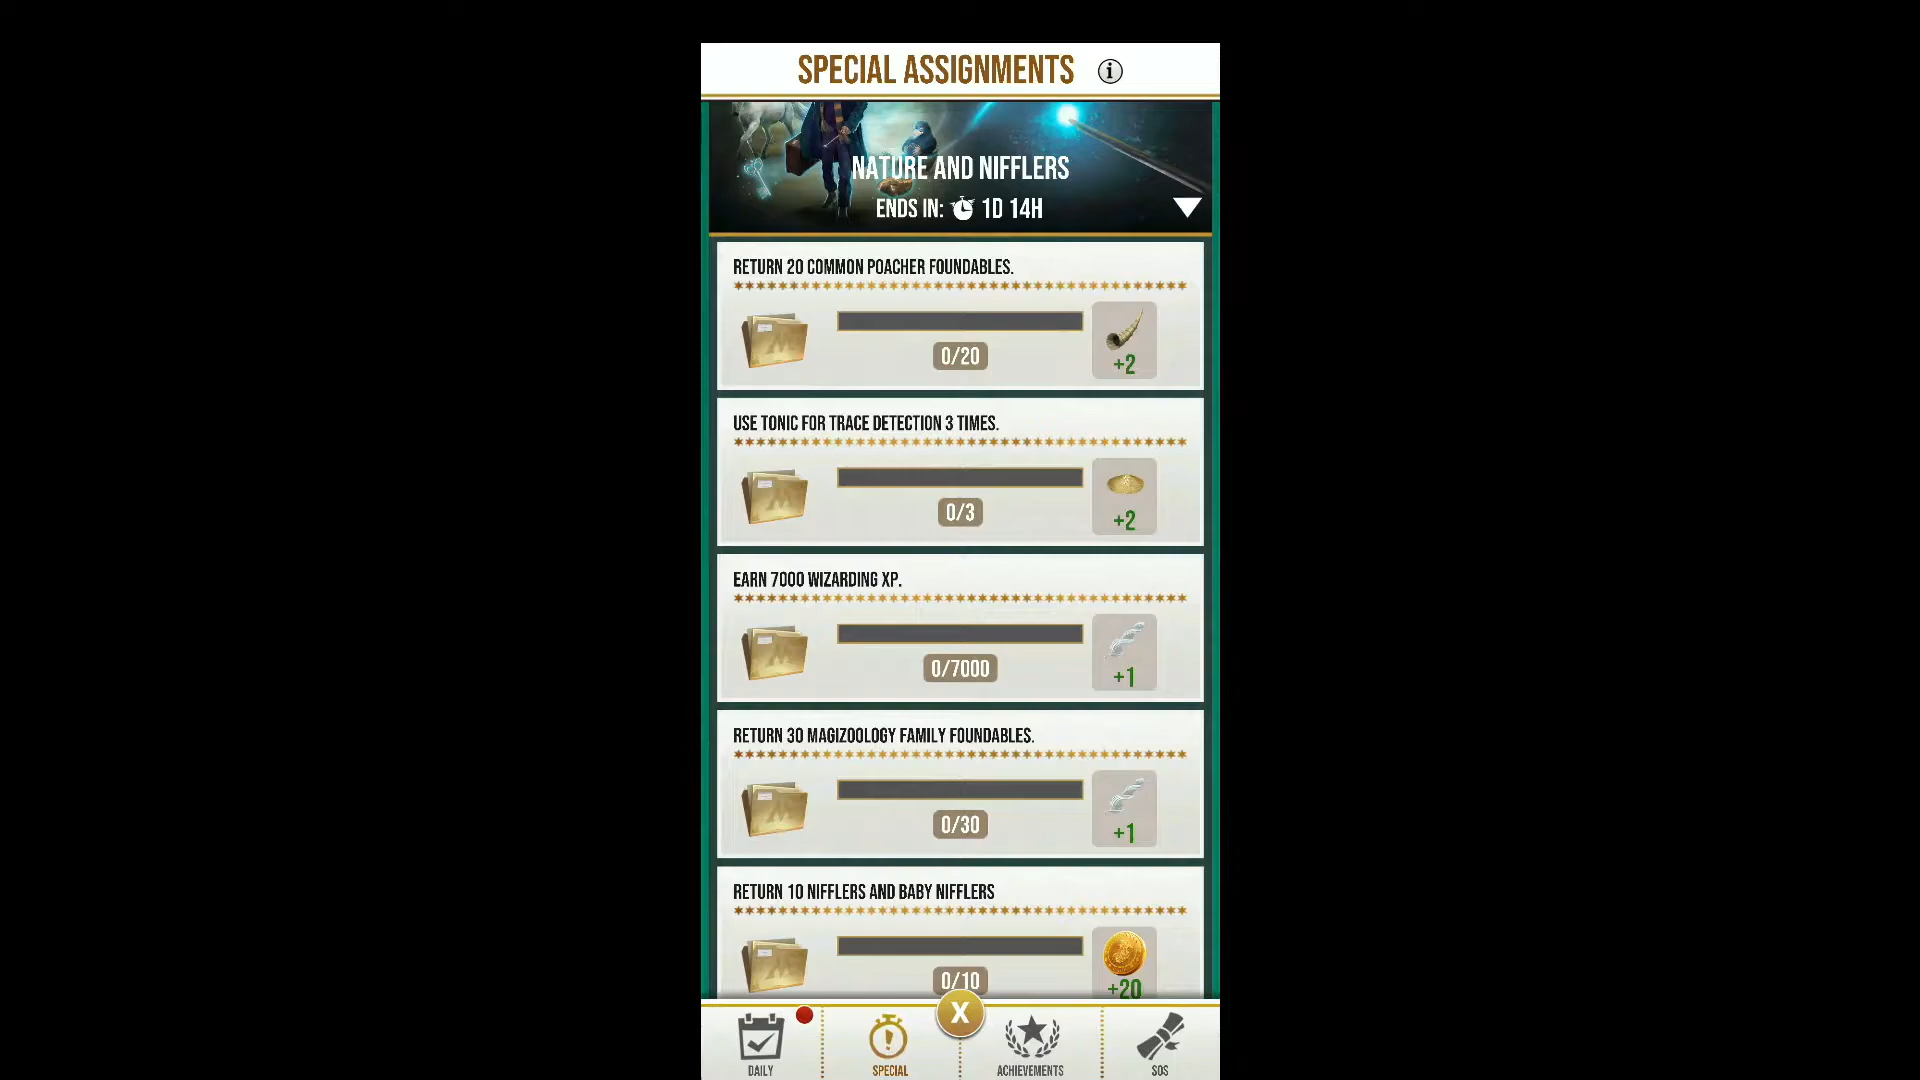 SPECIAL ASSIGNMENTS i
NATURE AND NIFFLERS
ENDS IN: 1D 14H
RETURN 20 COMMON POACHER FOUNDABLES.
0/20
+2
USE TONIC FOR TRACE DETECTION 3 TIMES.
0/3
+2
EARN 7000 WIZARDING XP.
0/7000
+1
RETURN 30 MAGIZOOLOGY FAMILY FOUNDABLES.
0/30
+1
RETURN 10 NIFFLERS AND BABY NIFFLERS
0/10
+20
X
DAILY
SPECIAL
ACHIEVEMENTS
SOS